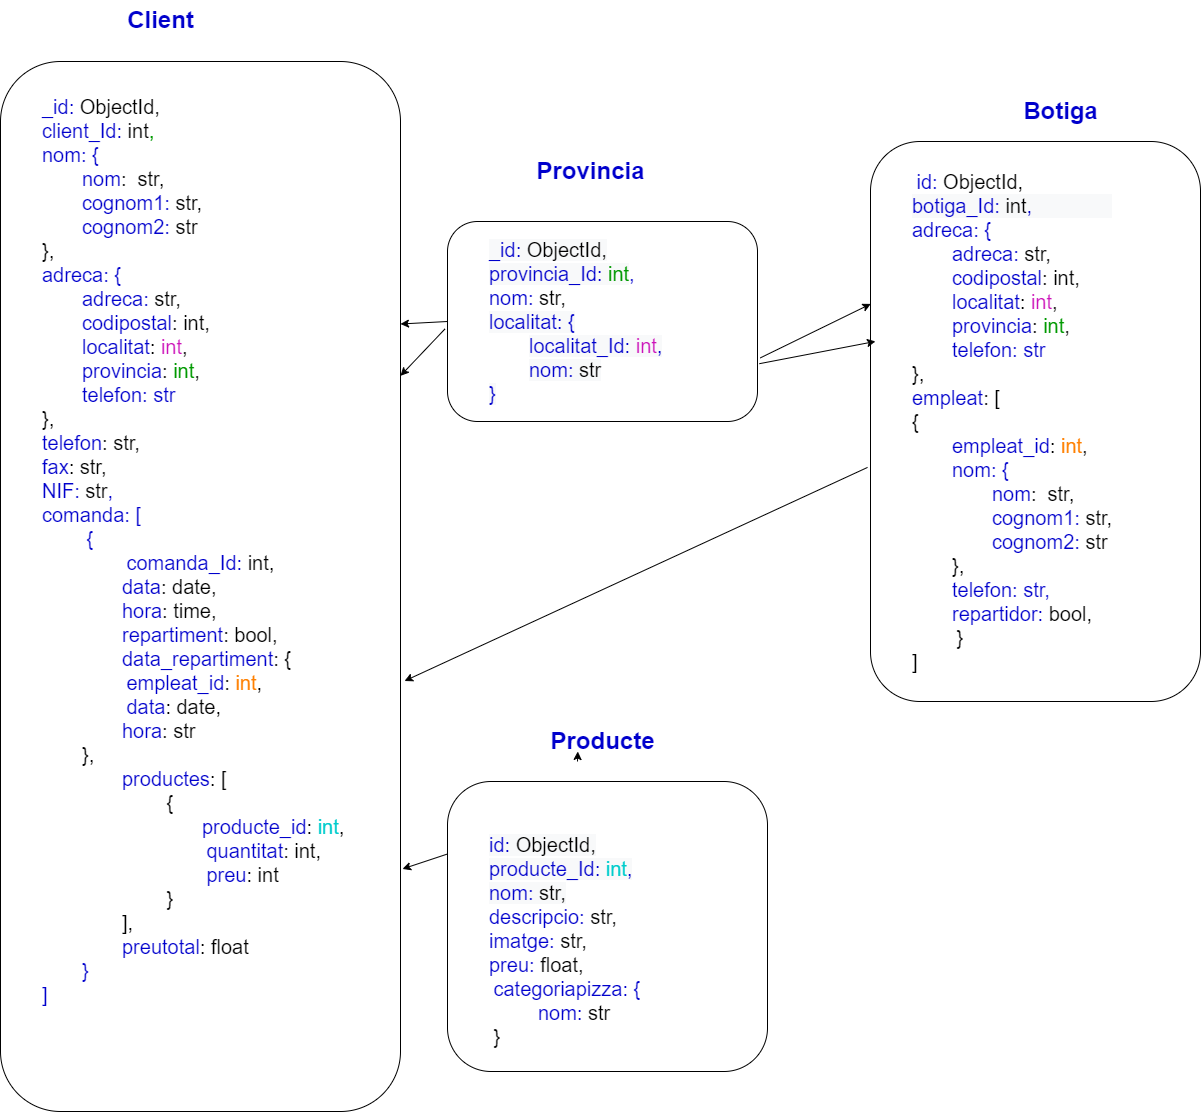 Client
_id: ObjectId,
client_Id: int,
nom: {
nom:  str,
cognom1: str,
cognom2: str
},
adreca: {
adreca: str,
codipostal: int,
localitat: int,
provincia: int,
telefon: str
},
telefon: str,
fax: str,
NIF: str,
comanda: [
{
comanda_Id: int,
data: date,
hora: time,
repartiment: bool,
data_repartiment: {
empleat_id: int,
data: date,
hora: str
},
productes: [
{
producte_id: int,
quantitat: int,
preu: int
}
],
preutotal: float
}
]
Provincia
_id: ObjectId,
provincia_Id: int,
nom: str,
localitat: {
localitat_Id: int,
nom: str
}
Botiga
id: ObjectId,
botiga_Id: int,
adreca: {
adreca: str,
codipostal: int,
localitat: int,
provincia: int,
telefon: str
},
empleat: [
{
empleat_id: int,
nom: {
nom:  str,
cognom1: str,
cognom2: str
},
telefon: str,
repartidor: bool,
}
]
Producte
id: ObjectId,
producte_Id: int,
nom: str,
descripcio: str,
imatge: str,
preu: float,
categoriapizza: {
nom: str
}